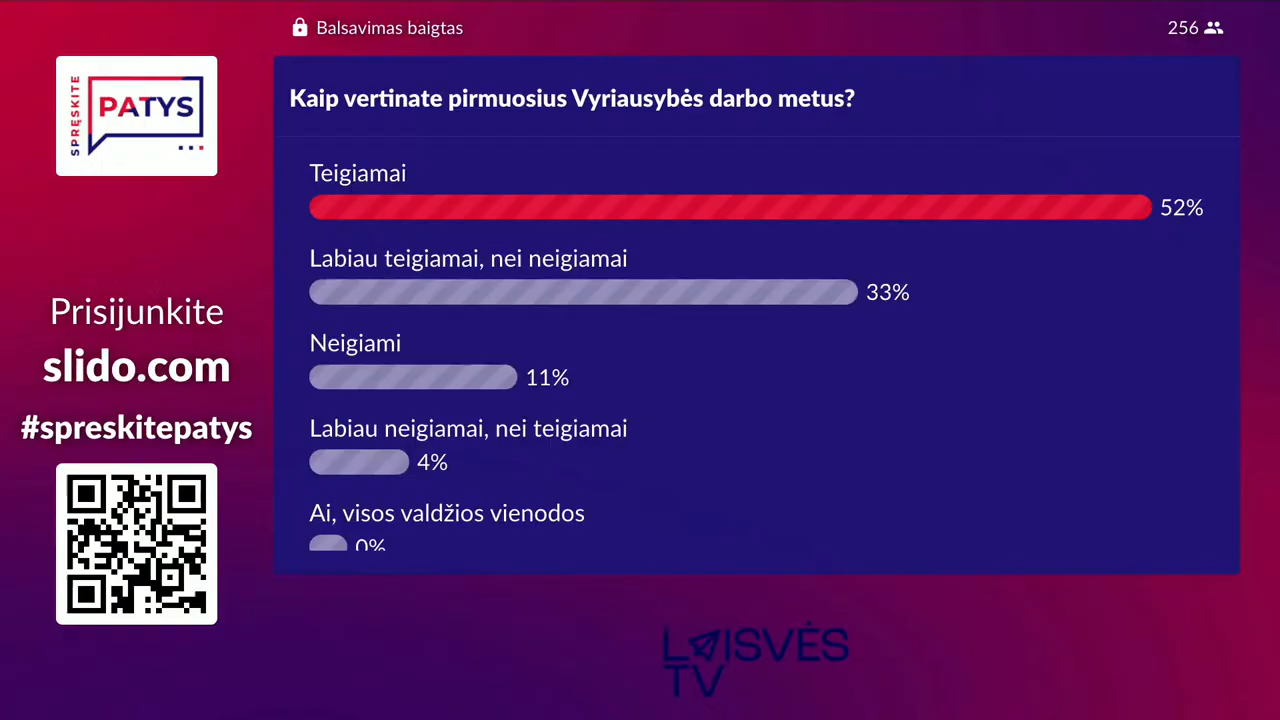 Balsavimas baigtas
256
SPRĘSKITE
PATYS
Kaip vertinate pirmuosius Vyriausybės darbo metus?
Teigiamai
52%
Labiau teigiamai, nei neigiamai
33%
Neigiami
11%
Labiau neigiamai, nei teigiamai
4%
Ai, visos valdžios vienodos
0%
Prisijunkite
slido.com
#spreskitepatys
LAISVĖS
TV